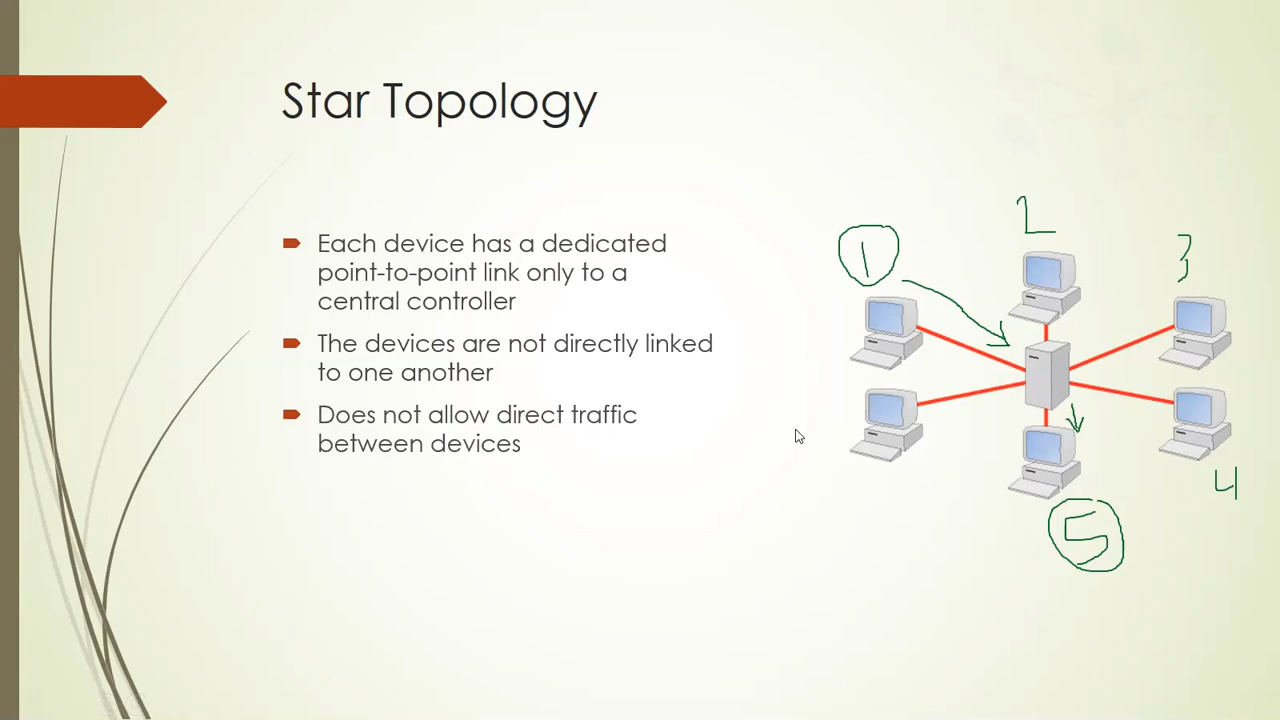 Star Topology
Each device has a dedicated
point-to-point link only to a
central controller
The devices are not directly linked
to one another
Does not allow direct traffic
between devices
1
2
3
4
5